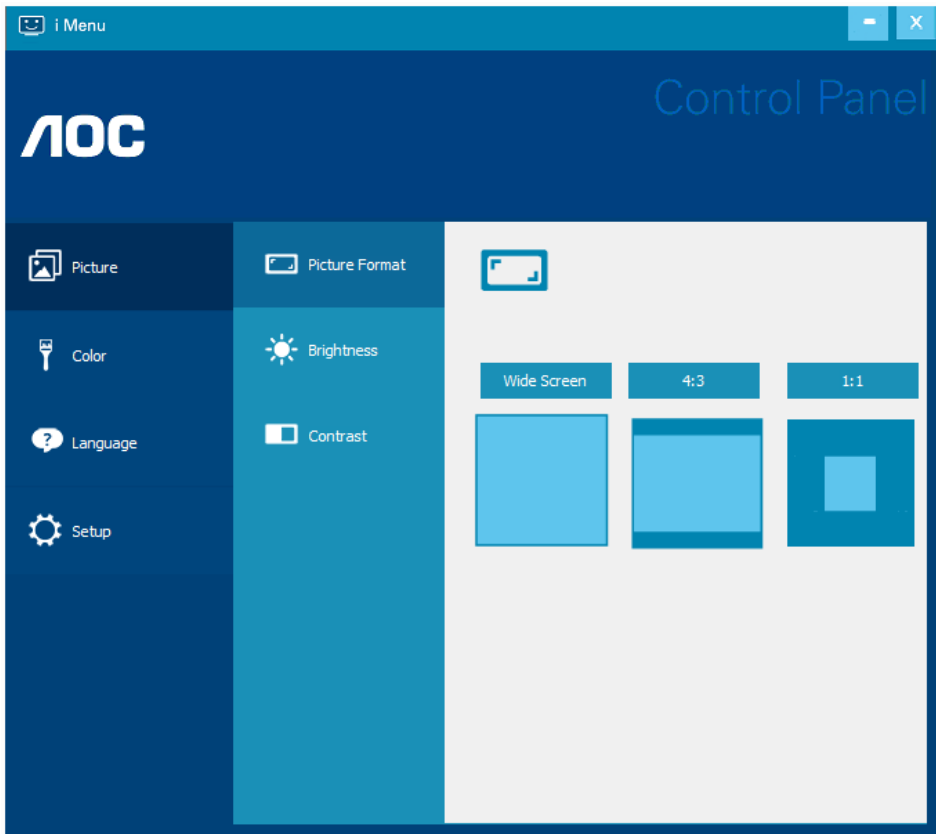 i Menu
X
Control Panel
AOC
Picture
Color
Language
Setup
Picture Format
Brightness
Contrast
Wide Screen
4:3
1:1